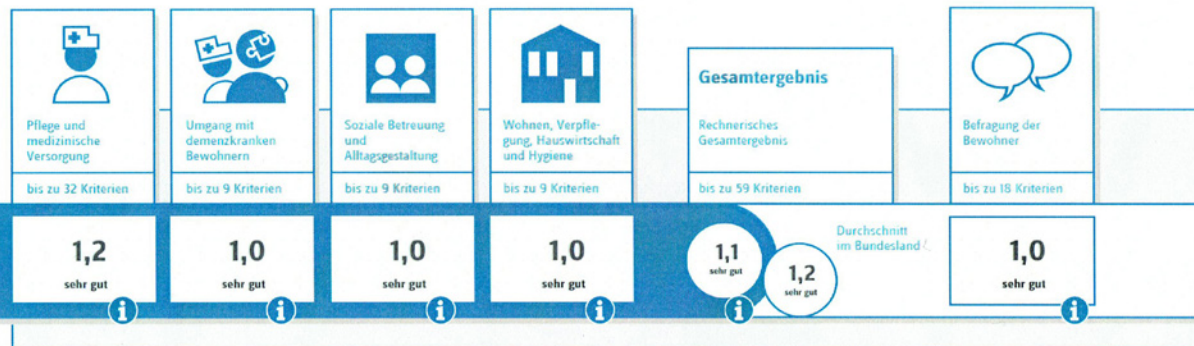 Pflege und
medizinische
Versorgung
bis zu 32 Kriterien
1,2
sehr gut
Umgang mit
demenzkranken
Bewohnern
bis zu 9 Kriterien
1,0
sehr gut
Soziale Betreuung
und
Alltagsgestaltung
bis zu 9 Kriterien
1,0
sehr gut
Wohnen, Verpfle-
gung, Hauswirtschaft
und Hygiene
bis zu 9 Kriterien
1,0
sehr gut
Gesamtergebnis
Rechnerisches
Gesamtergebnis
bis zu 59 Kriterien
1,1
sehr gut
1,2
sehr gut
Durchschnitt
im Bundesland
Befragung der
Bewohner
bis zu 18 Kriterien
1,0
sehr gut
i
i
i
i
i
i